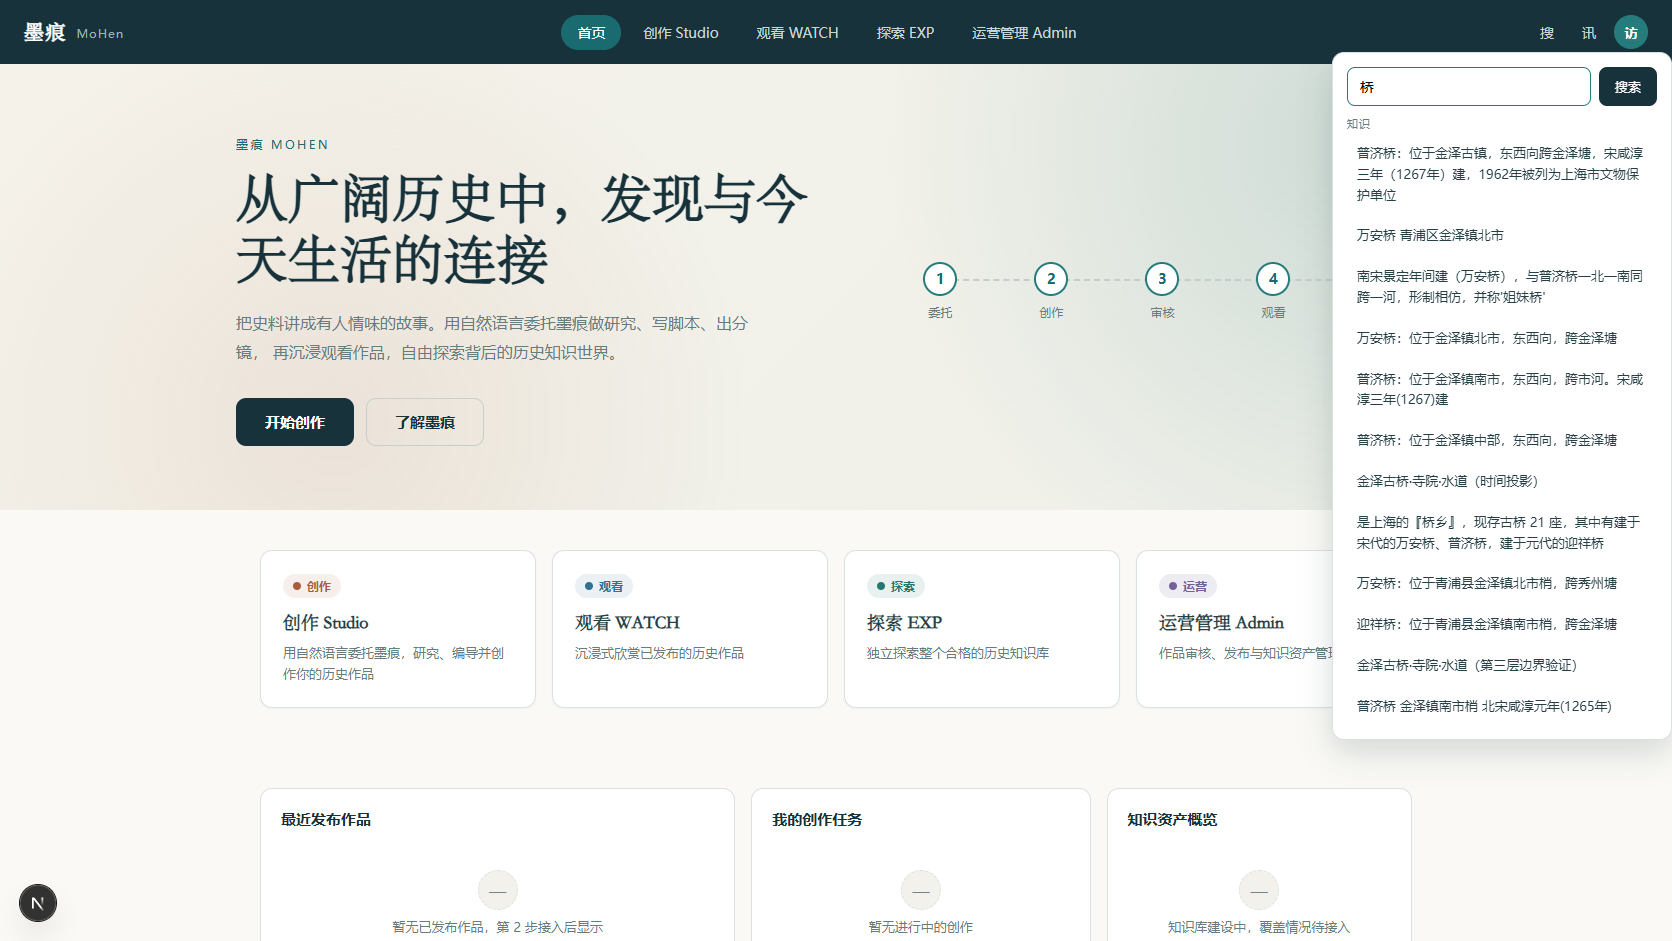 墨痕 MoHen
首页 创作 Studio 观看 WATCH 探索 EXP 运营管理 Admin
搜 讯 访
桥 搜索
知识
普济桥：位于金泽古镇，东西向跨金泽塘，宋咸淳
三年（1267年）建，1962年被列为上海市文物保
护单位
万安桥 青浦区金泽镇北市
南宋景定年间建（万安桥），与普济桥一北一南同
跨一河，形制相仿，并称'姐妹桥'
万安桥：位于金泽镇北市，东西向，跨金泽塘
普济桥：位于金泽镇南市，东西向，跨市河。宋咸
淳三年(1267)建
普济桥：位于金泽镇中部，东西向，跨金泽塘
金泽古桥·寺院·水道（时间投影）
是上海的『桥乡』，现存古桥 21 座，其中有建于
宋代的万安桥、普济桥，建于元代的迎祥桥
万安桥：位于青浦县金泽镇北市梢，跨秀州塘
迎祥桥：位于青浦县金泽镇南市梢，跨金泽塘
金泽古桥·寺院·水道（第三层边界验证）
普济桥 金泽镇南市梢 北宋咸淳元年(1265年)
墨痕 MOHEN
从广阔历史中，发现与今
天生活的连接
把史料讲成有人情味的故事。用自然语言委托墨痕做研究、写脚本、出分
镜， 再沉浸观看作品，自由探索背后的历史知识世界。
开始创作 了解墨痕
1 2 3 4
委托 创作 审核 观看
创作
创作 Studio
用自然语言委托墨痕，研究、编导并创
作你的历史作品
观看
观看 WATCH
沉浸式欣赏已发布的历史作品
探索
探索 EXP
独立探索整个合格的历史知识库
运营
运营管理 Admin
作品审核、发布与知识资产管理
最近发布作品
—
暂无已发布作品，第 2 步接入后显示
我的创作任务
—
暂无进行中的创作
知识资产概览
—
知识库建设中，覆盖情况待接入
N